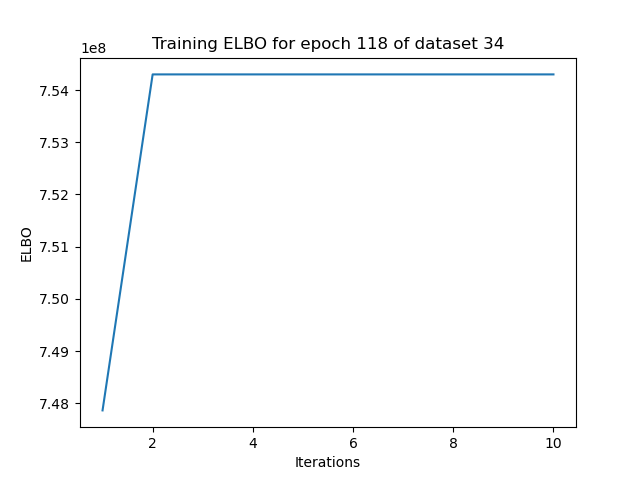 Training ELBO for epoch 118 of dataset 34
1e8
7.54
7.53
7.52
7.51
7.50
7.49
7.48
ELBO
2 4 6 8 10
Iterations